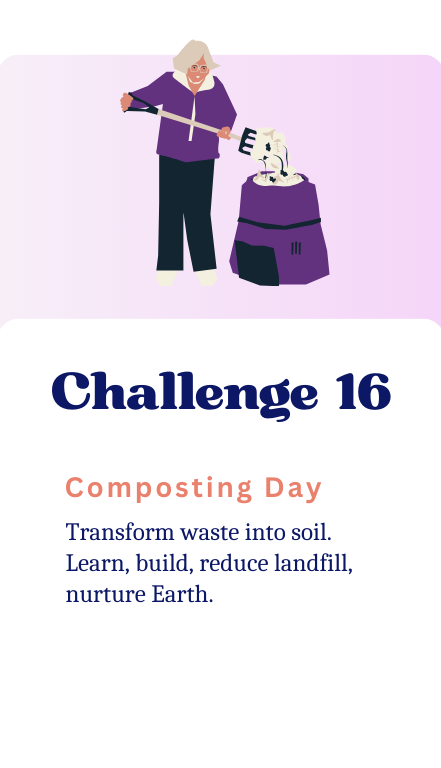 Challenge 16
Composting Day
Transform waste into soil.
Learn, build, reduce landfill,
nurture Earth.